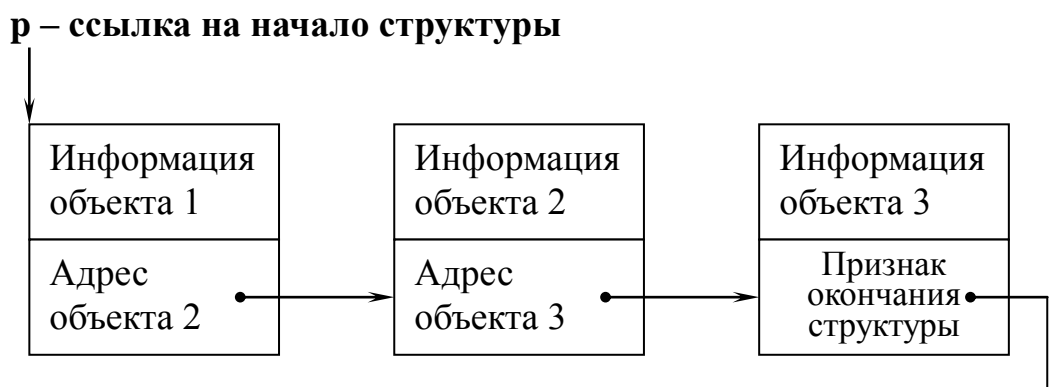 р – ссылка на начало структуры
Информация
объекта 1
Адрес
объекта 2
Информация
объекта 2
Адрес
объекта 3
Информация
объекта 3
Признак
окончания
структуры